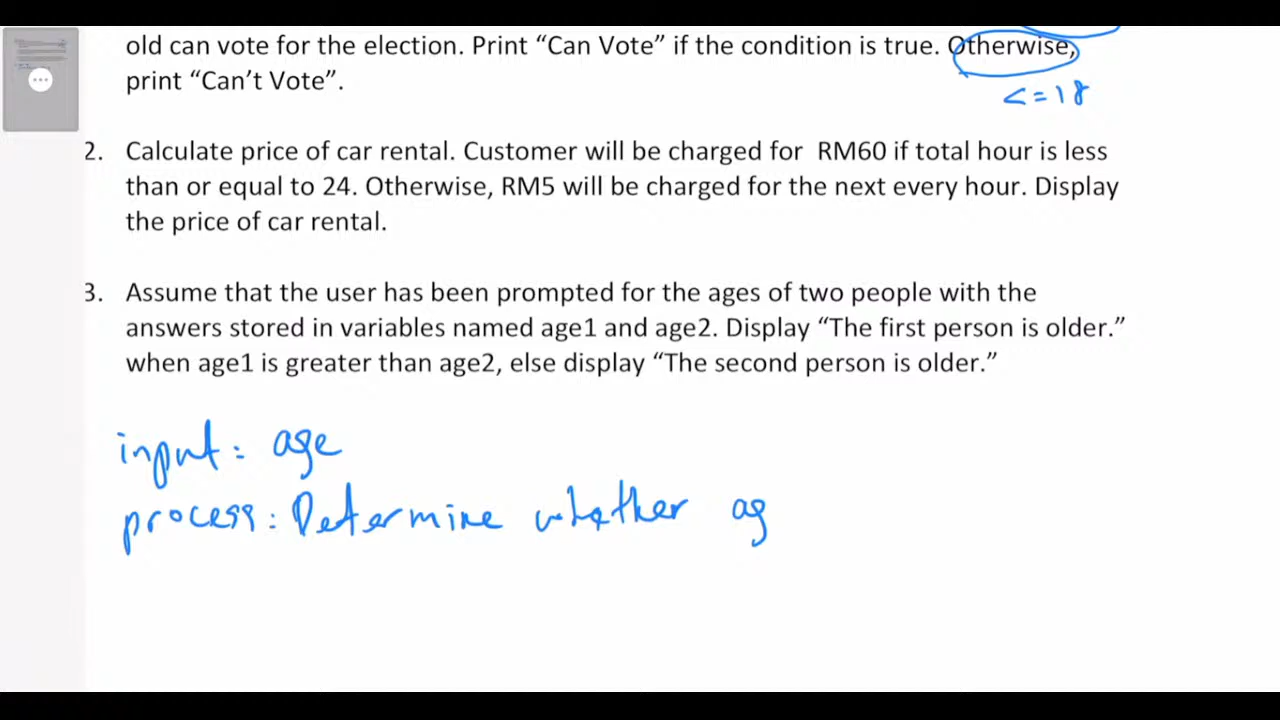 old can vote for the election. Print “Can Vote” if the condition is true. Otherwise,
print “Can’t Vote”.
<=18
2. Calculate price of car rental. Customer will be charged for RM60 if total hour is less
than or equal to 24. Otherwise, RM5 will be charged for the next every hour. Display
the price of car rental.
3. Assume that the user has been prompted for the ages of two people with the
answers stored in variables named age1 and age2. Display “The first person is older.”
when age1 is greater than age2, else display “The second person is older.”
input: age
process: Determine whether ag